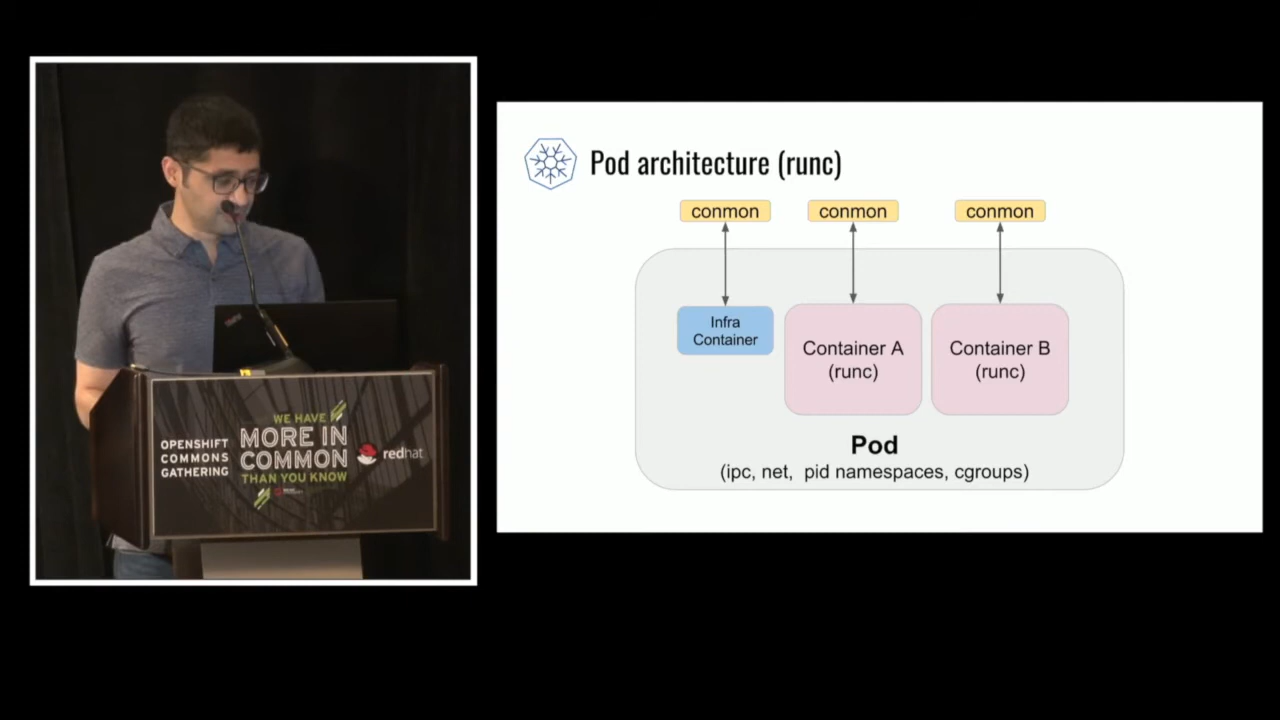 Pod architecture (runc)
conmon
conmon
conmon
Infra
Container
Container A
(runc)
Container B
(runc)
Pod
(ipc, net, pid namespaces, cgroups)
OPENSHIFT
COMMONS
GATHERING
WE HAVE
MORE IN
COMMON
THAN YOU KNOW
redhat